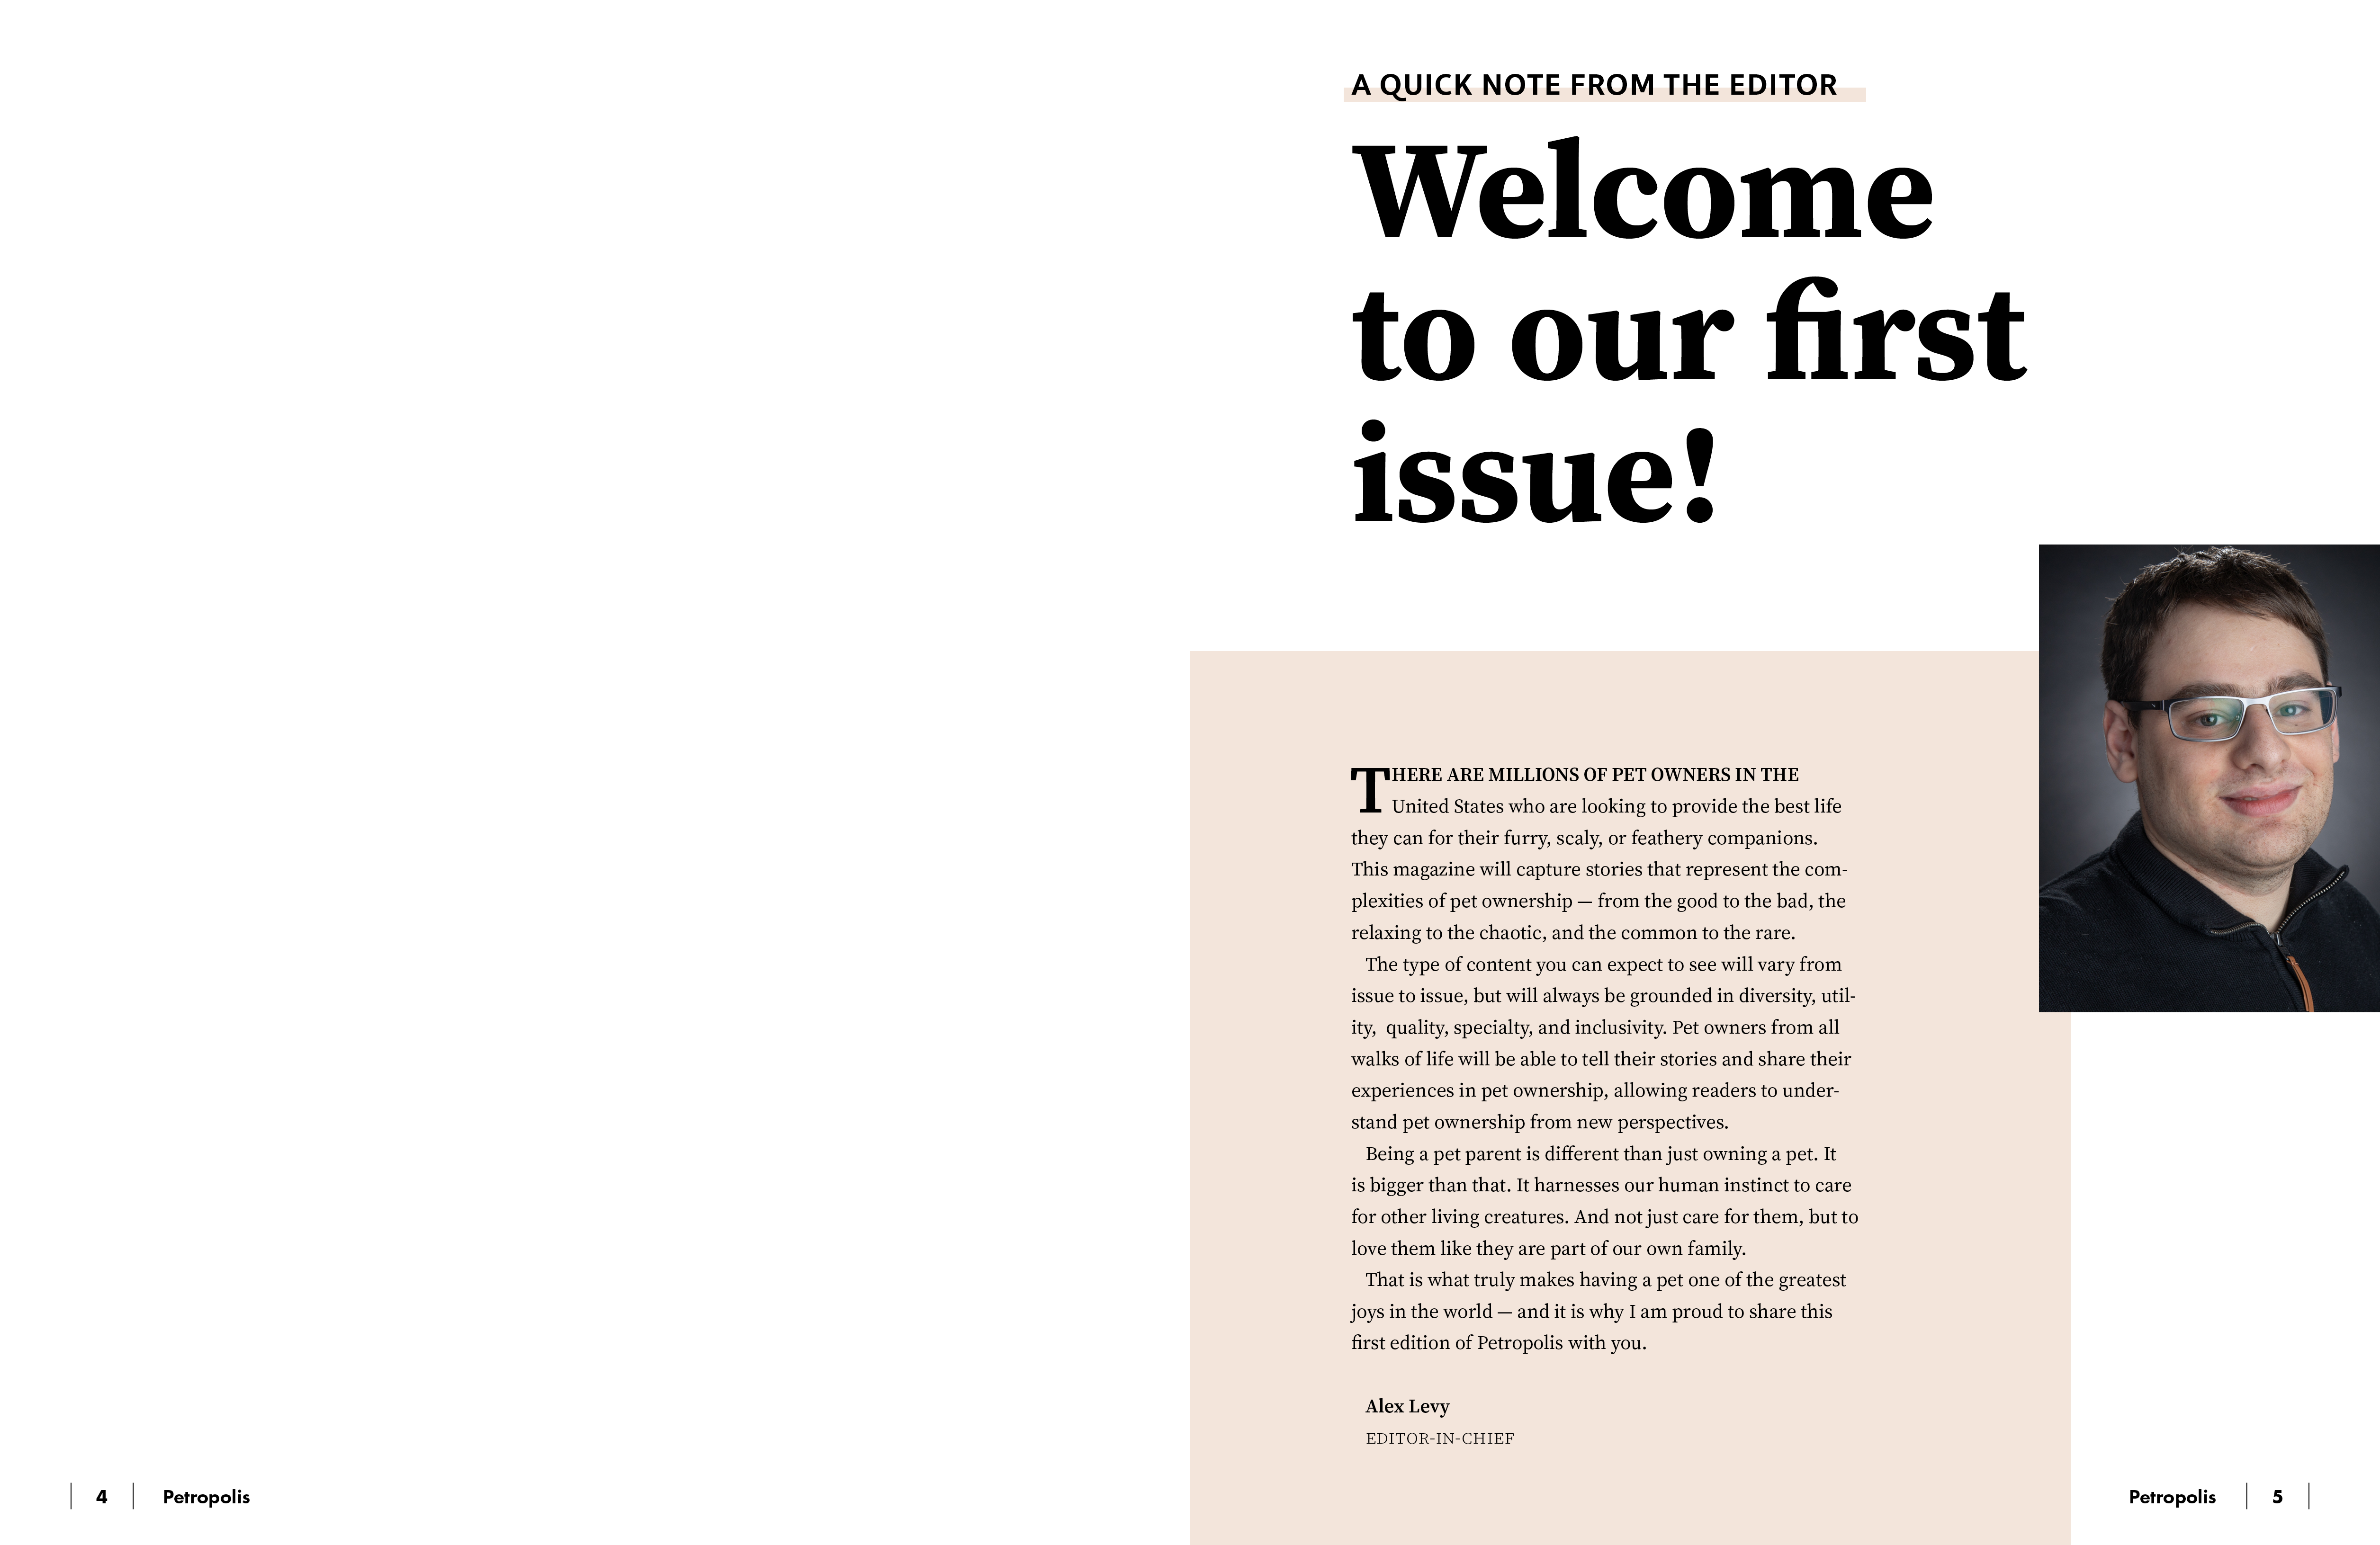 A QUICK NOTE FROM THE EDITOR
Welcome
to our first
issue!
THERE ARE MILLIONS OF PET OWNERS IN THE
United States who are looking to provide the best life
they can for their furry, scaly, or feathery companions.
This magazine will capture stories that represent the com-
plexities of pet ownership — from the good to the bad, the
relaxing to the chaotic, and the common to the rare.
The type of content you can expect to see will vary from
issue to issue, but will always be grounded in diversity, util-
ity,  quality, specialty, and inclusivity. Pet owners from all
walks of life will be able to tell their stories and share their
experiences in pet ownership, allowing readers to under-
stand pet ownership from new perspectives.
Being a pet parent is different than just owning a pet. It
is bigger than that. It harnesses our human instinct to care
for other living creatures. And not just care for them, but to
love them like they are part of our own family.
That is what truly makes having a pet one of the greatest
joys in the world — and it is why I am proud to share this
first edition of Petropolis with you.
Alex Levy
EDITOR-IN-CHIEF
4 Petropolis
Petropolis 5